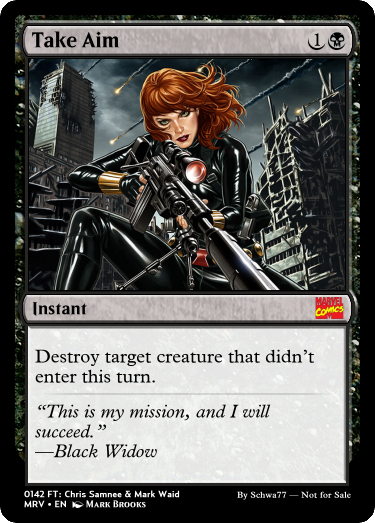 Take Aim 1
Instant
MARVEL
COMICS
Destroy target creature that didn't
enter this turn.
“This is my mission, and I will
succeed.”
—Black Widow
0142 FT: Chris Samnee & Mark Waid
By Schwa77 — Not for Sale
MRV • EN Mark Brooks